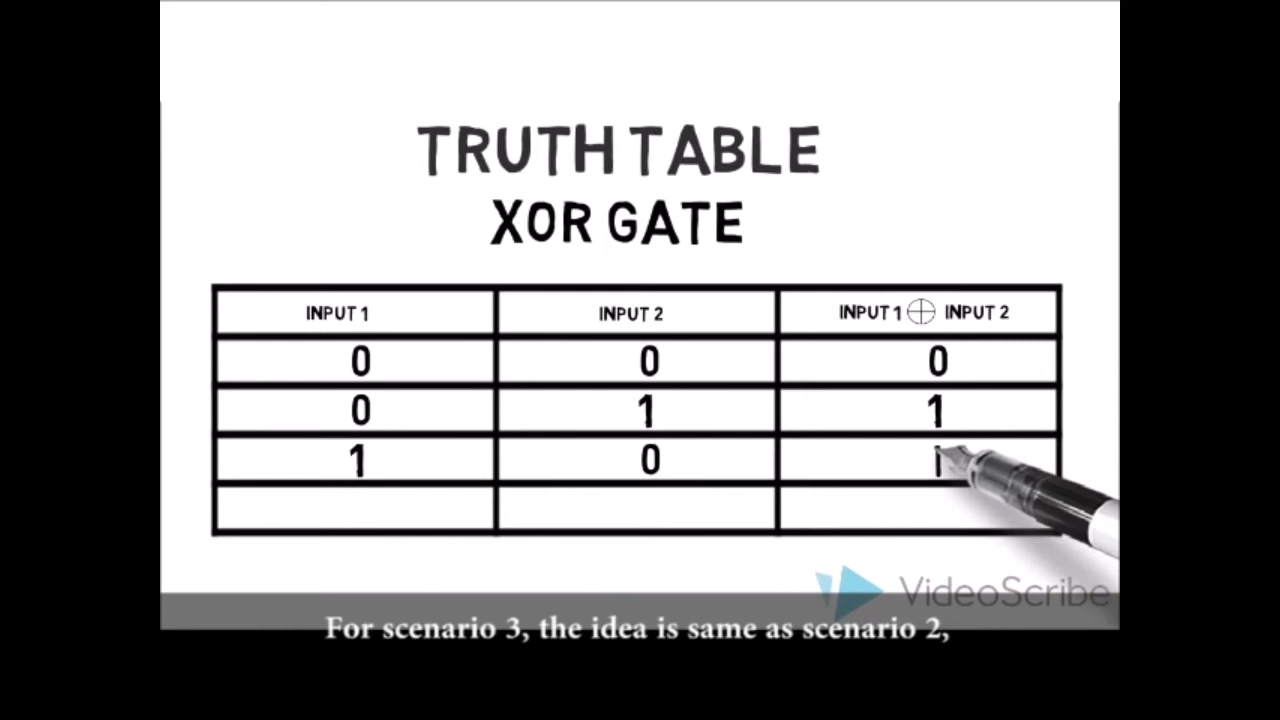 TRUTH TABLE
XOR GATE
INPUT 1 INPUT 2 INPUT 1 ⊕ INPUT 2
0 0 0
0 1 1
1 0 1
VideoScribe
For scenario 3, the idea is same as scenario 2,